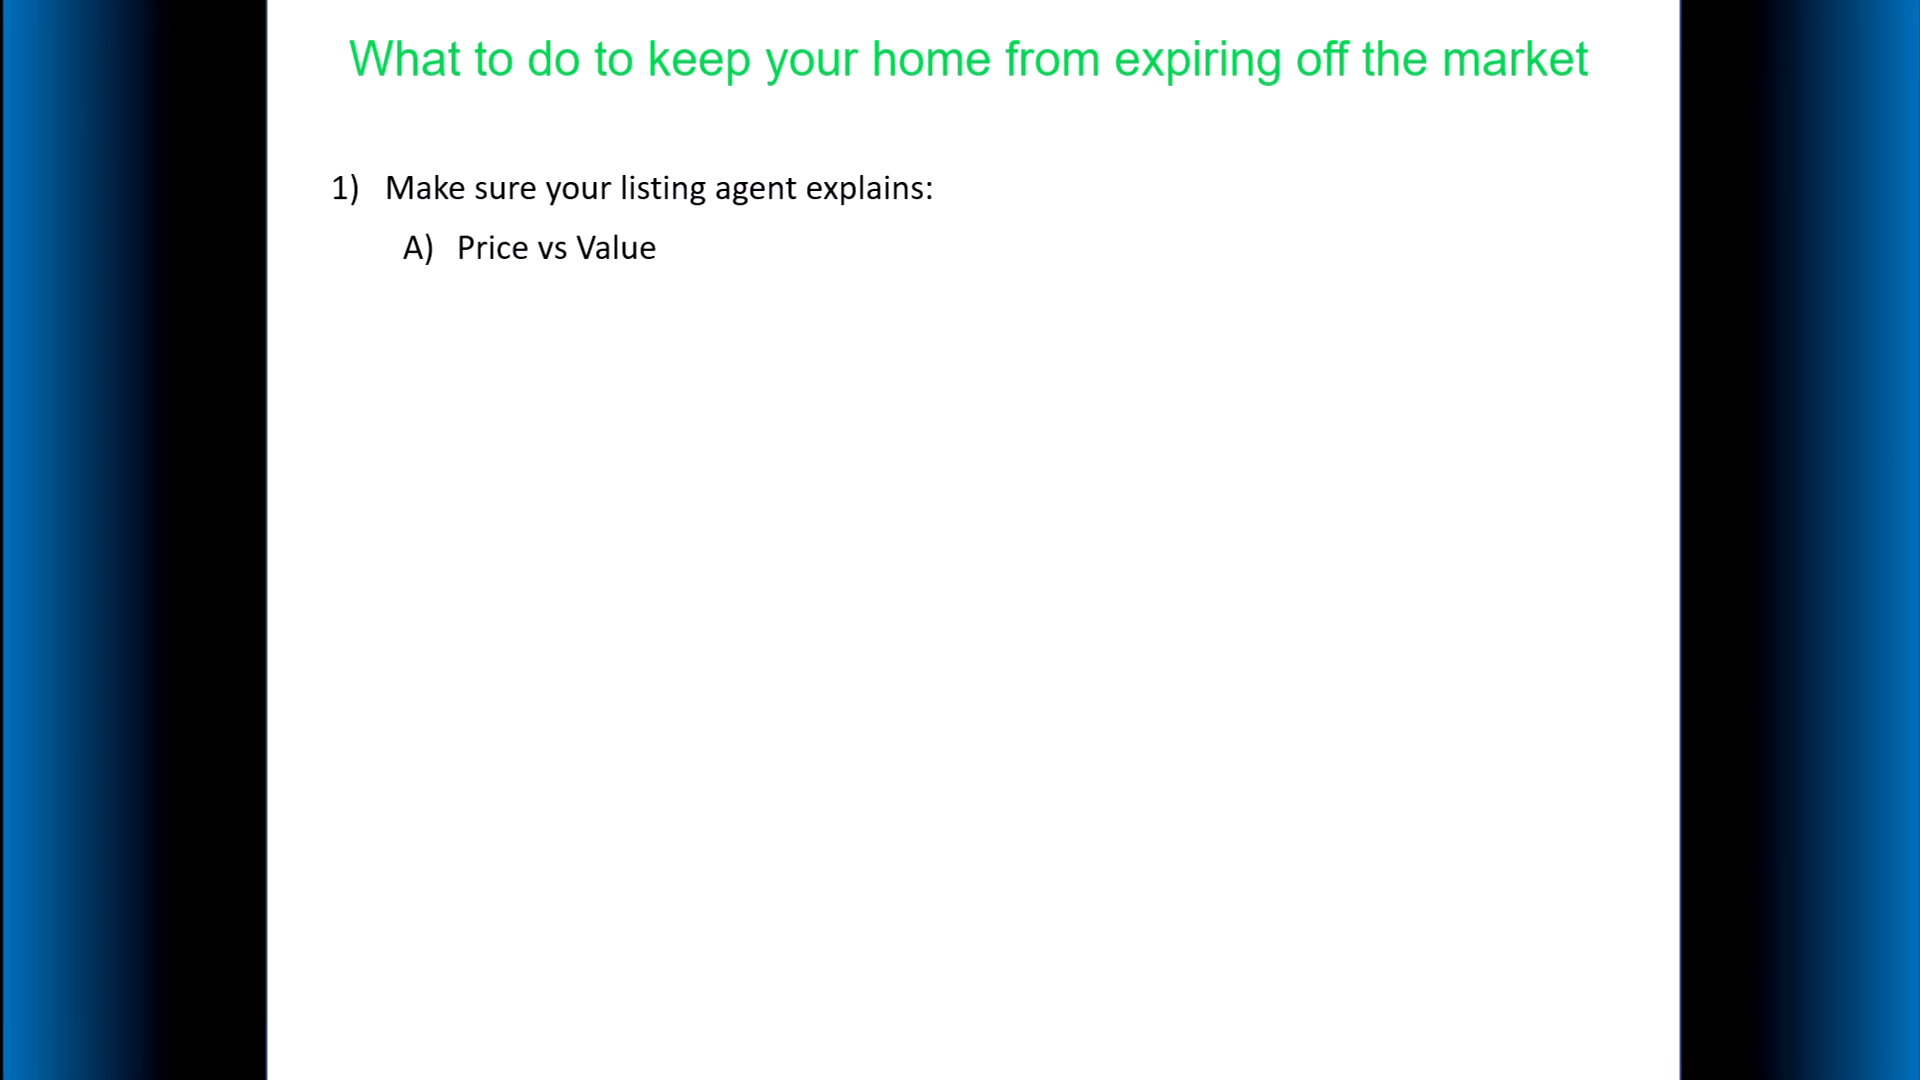 What to do to keep your home from expiring off the market
1) Make sure your listing agent explains:
A) Price vs Value